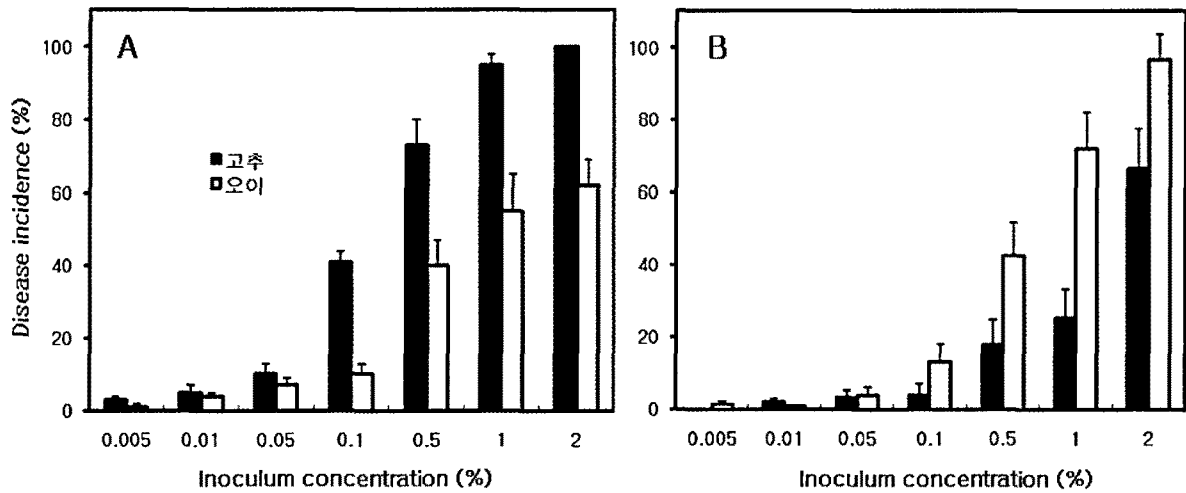 A
Disease incidence (%)
100
80
60
40
20
0
고추
오이
0.005 0.01 0.05 0.1 0.5 1 2
Inoculum concentration (%)
B
100
80
60
40
20
0
0.005 0.01 0.05 0.1 0.5 1 2
Inoculum concentration (%)